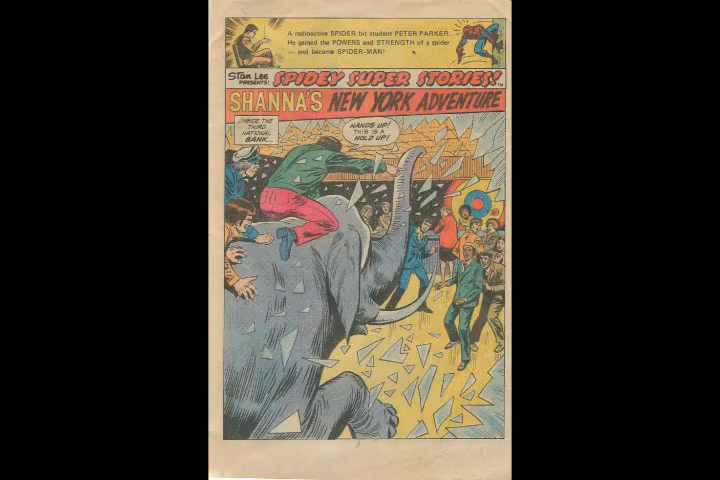 A radioactive SPIDER bit student PETER PARKER.
He gained the POWERS and STRENGTH of a spider
— and became SPIDER-MAN!
Stan Lee
PRESENTS:
SPIDEY SUPER STORIES!™
SHANNA'S NEW YORK ADVENTURE
INSIDE THE
THIRD
NATIONAL
BANK...
HANDS UP!
THIS IS A
HOLD UP!